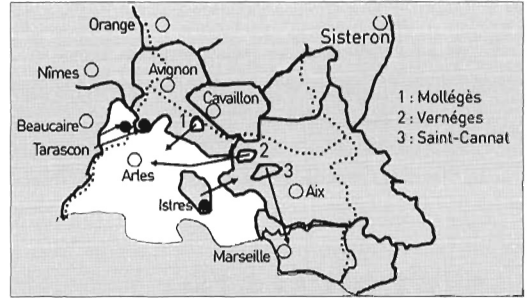 Orange
Sisteron
Nîmes
Avignon
Cavaillon
1 : Mollégès
Beaucaire
1
2 : Vernéges
Tarascon
2
3 : Saint-Cannat
Arles
3
Istres
Aix
Marseille